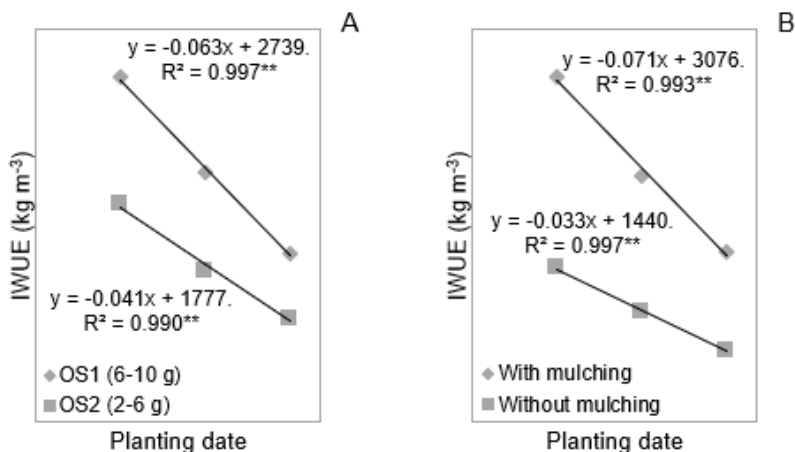 A
y = -0.063x + 2739.
R² = 0.997**
y = -0.041x + 1777.
R² = 0.990**
OS1 (6-10 g)
OS2 (2-6 g)
IWUE (kg m⁻³)
Planting date
B
y = -0.071x + 3076.
R² = 0.993**
y = -0.033x + 1440.
R² = 0.997**
With mulching
Without mulching
IWUE (kg m⁻³)
Planting date